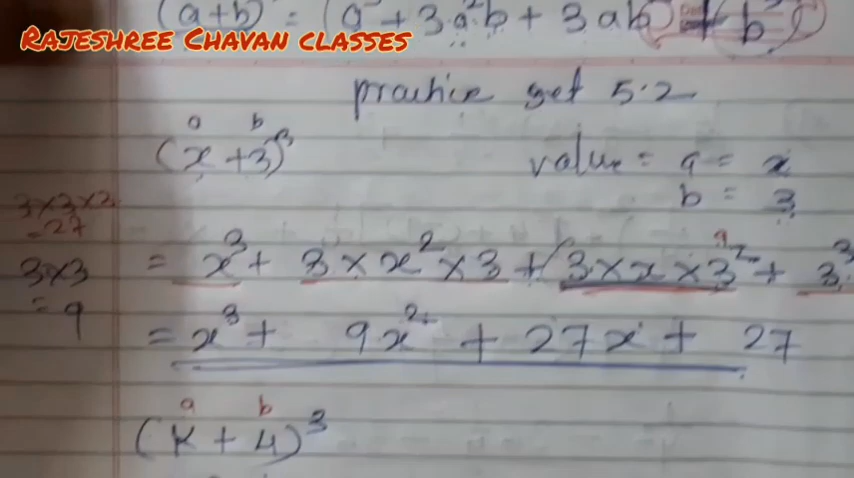 (a+b)³ = (a³ + 3a²b + 3ab² + b³)
RAJESHREE CHAVAN CLASSES
practice set 5.2
a b
(x + 3)³ value = a = x
b = 3
3×3×3
= 27
9
= x³ + 3 × x² × 3 + (3 × x × 3² + 3³
3×3
= 9
= x³ + 9x² + 27x + 27
a b
(k + 4)³